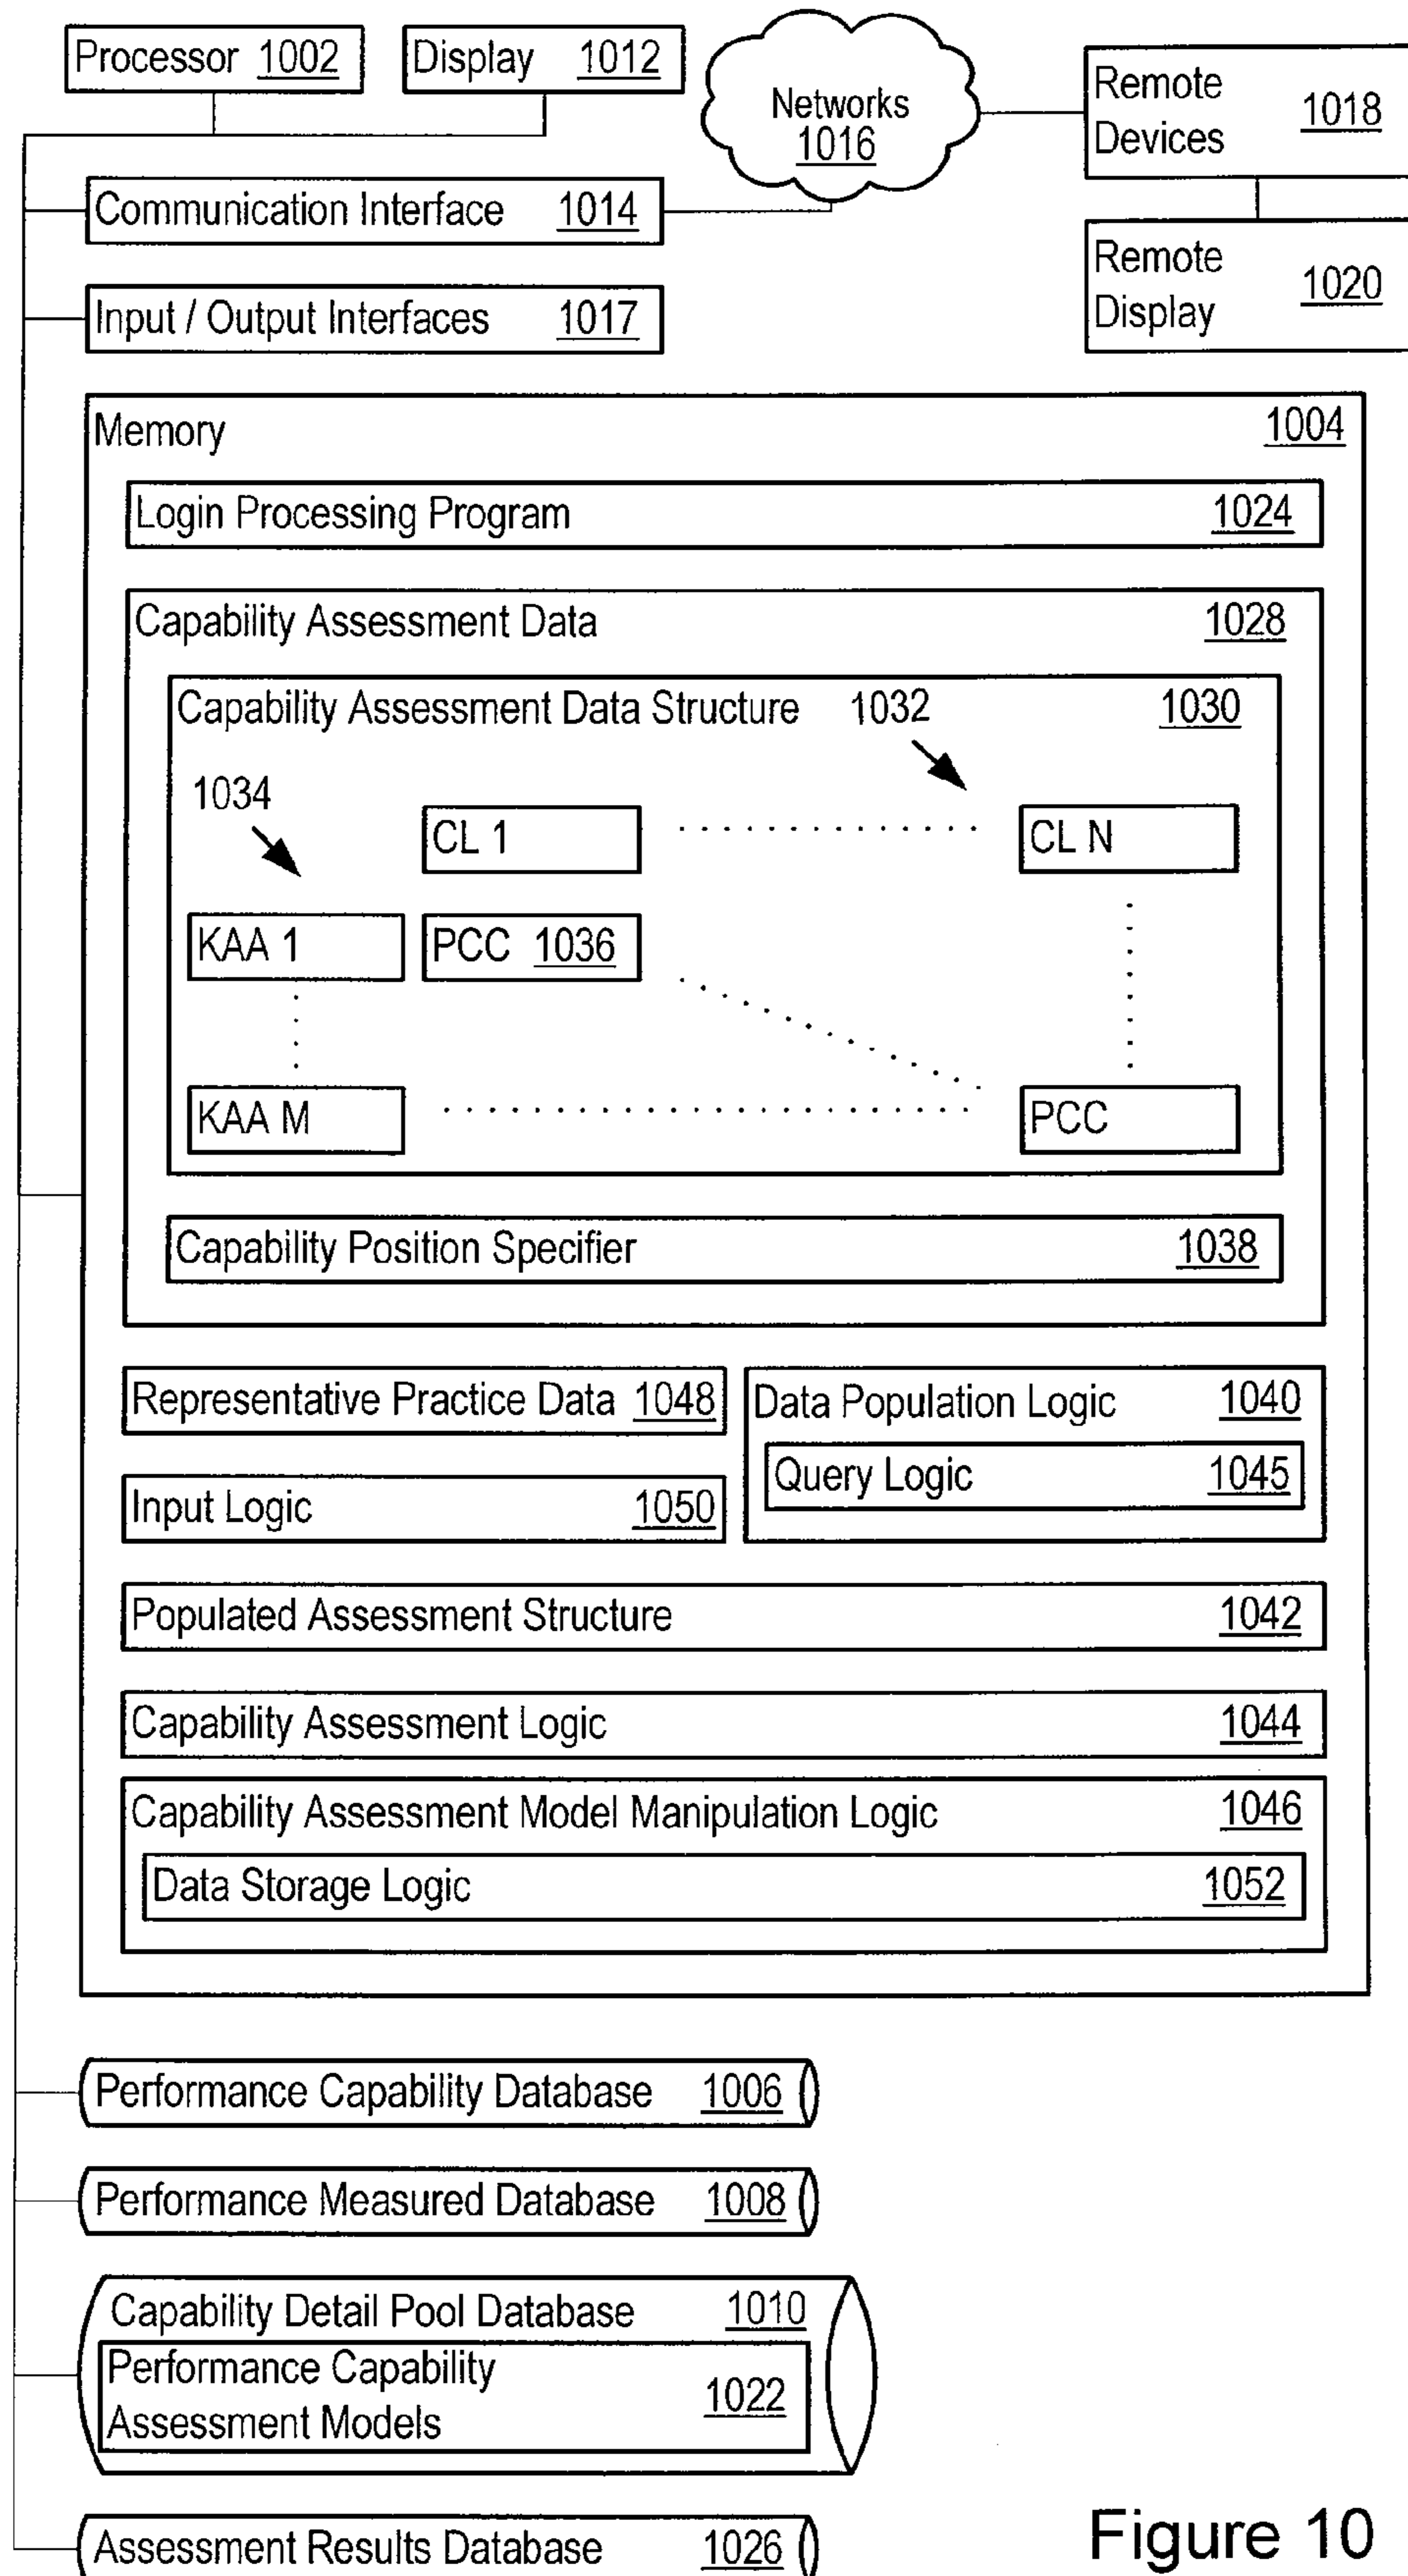 Processor 1002
Display 1012
Networks
1016
Remote
Devices
1018
Communication Interface 1014
Remote
Display
1020
Input / Output Interfaces 1017
Memory 1004
Login Processing Program 1024
Capability Assessment Data 1028
Capability Assessment Data Structure 1032 1030
1034
CL 1
CL N
KAA 1
PCC 1036
KAA M
PCC
Capability Position Specifier 1038
Representative Practice Data 1048
Data Population Logic 1040
Query Logic 1045
Input Logic 1050
Populated Assessment Structure 1042
Capability Assessment Logic 1044
Capability Assessment Model Manipulation Logic 1046
Data Storage Logic 1052
Performance Capability Database 1006
Performance Measured Database 1008
Capability Detail Pool Database 1010
Performance Capability
Assessment Models
1022
Assessment Results Database 1026
Figure 10